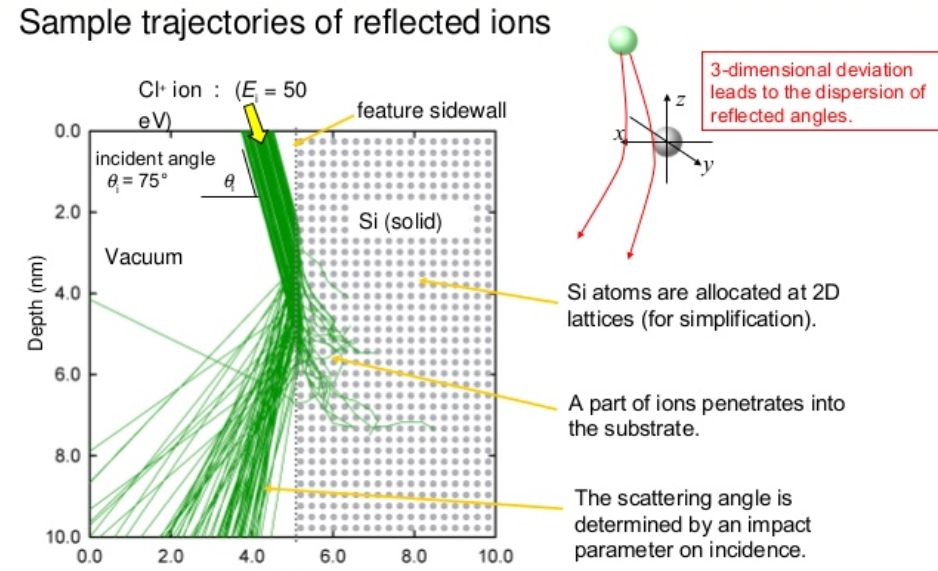 Sample trajectories of reflected ions
Cl+ ion : (Ei = 50
eV)
feature sidewall
3-dimensional deviation
leads to the dispersion of
reflected angles.
z
x
y
0.0
incident angle
θi = 75°
θi
2.0
Si (solid)
Vacuum
4.0
Depth (nm)
Si atoms are allocated at 2D
lattices (for simplification).
6.0
A part of ions penetrates into
the substrate.
8.0
The scattering angle is
determined by an impact
parameter on incidence.
10.0
0.0 2.0 4.0 6.0 8.0 10.0